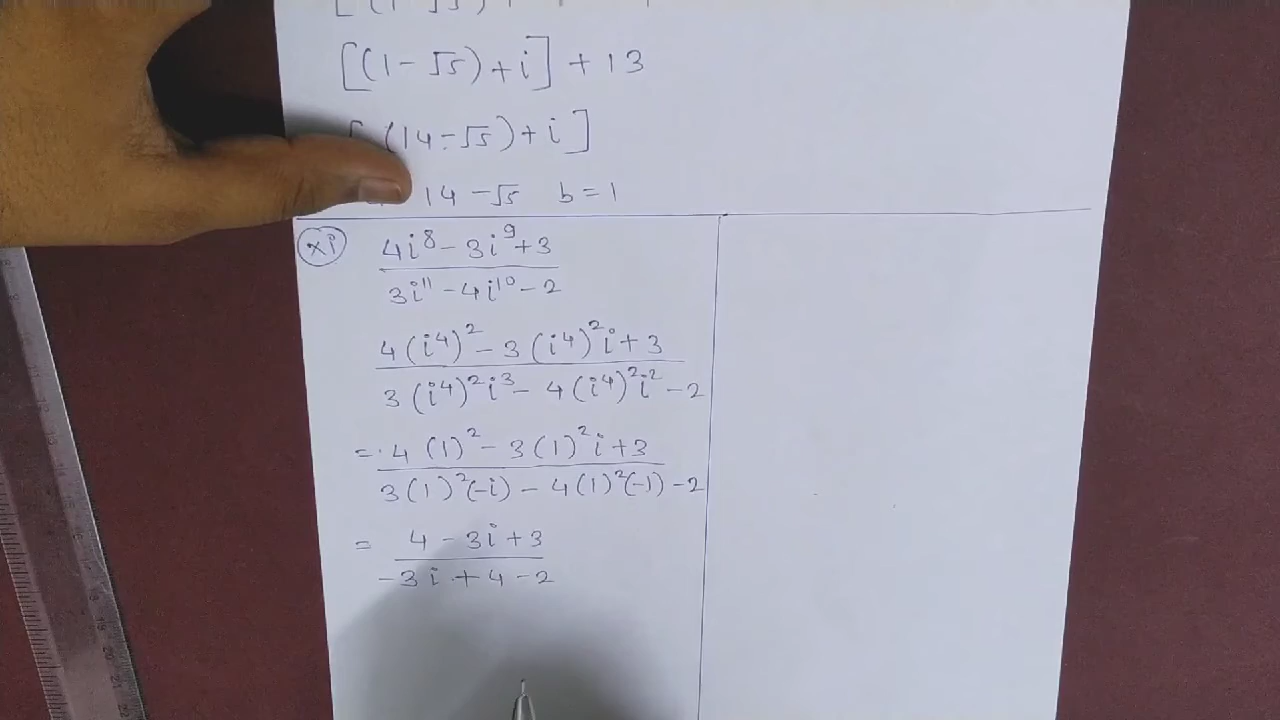 [(1-√5)+i]+13
(14-√5)+i]
14-√5 b=1
xi 4i⁸-3i⁹+3
3i¹¹-4i¹⁰-2
4(i⁴)²-3(i⁴)²i+3
3(i⁴)²i³-4(i⁴)²i²-2
= 4(1)²-3(1)²i+3
3(1)²(-i)-4(1)²(-1)-2
= 4-3i+3
-3i+4-2